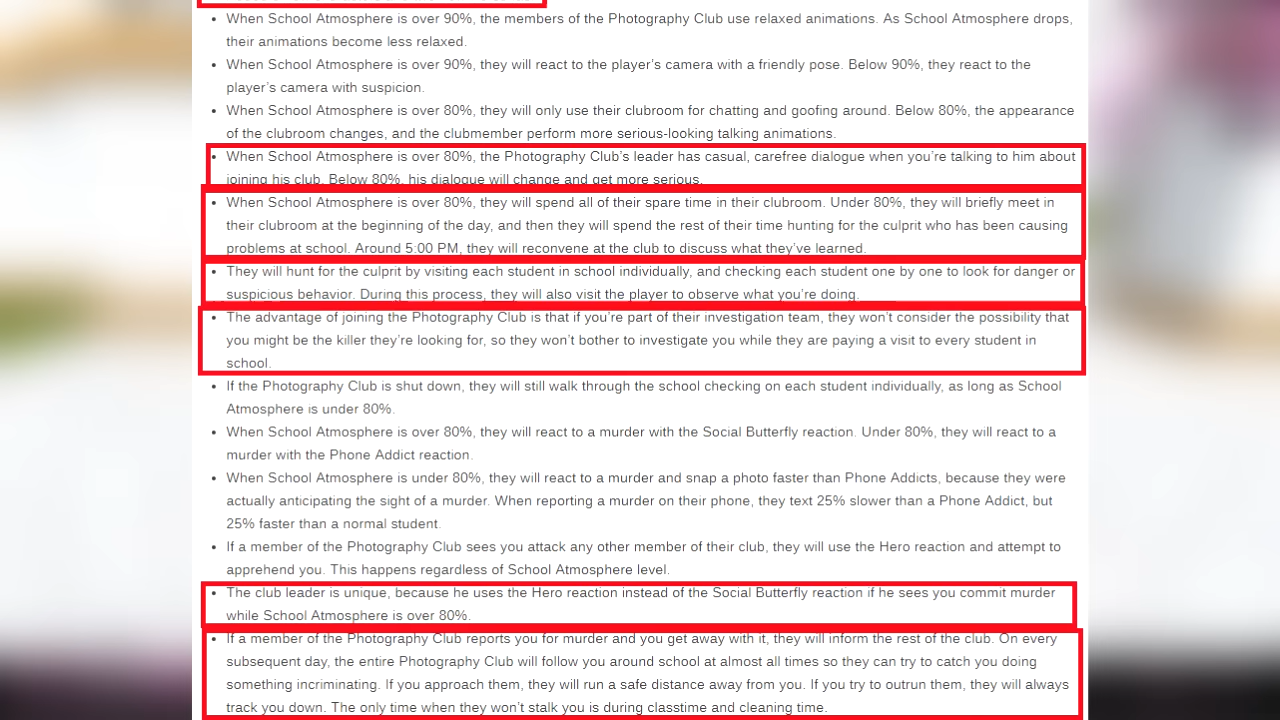 • When School Atmosphere is over 90%, the members of the Photography Club use relaxed animations. As School Atmosphere drops,
their animations become less relaxed.
• When School Atmosphere is over 90%, they will react to the player's camera with a friendly pose. Below 90%, they react to the
player's camera with suspicion.
• When School Atmosphere is over 80%, they will only use their clubroom for chatting and goofing around. Below 80%, the appearance
of the clubroom changes, and the clubmember perform more serious-looking talking animations.
• When School Atmosphere is over 80%, the Photography Club's leader has casual, carefree dialogue when you're talking to him about
joining his club. Below 80%, his dialogue will change and get more serious.
• When School Atmosphere is over 80%, they will spend all of their spare time in their clubroom. Under 80%, they will briefly meet in
their clubroom at the beginning of the day, and then they will spend the rest of their time hunting for the culprit who has been causing
problems at school. Around 5:00 PM, they will reconvene at the club to discuss what they've learned.
• They will hunt for the culprit by visiting each student in school individually, and checking each student one by one to look for danger or
suspicious behavior. During this process, they will also visit the player to observe what you're doing.
• The advantage of joining the Photography Club is that if you're part of their investigation team, they won't consider the possibility that
you might be the killer they're looking for, so they won't bother to investigate you while they are paying a visit to every student in
school.
• If the Photography Club is shut down, they will still walk through the school checking on each student individually, as long as School
Atmosphere is under 80%.
• When School Atmosphere is over 80%, they will react to a murder with the Social Butterfly reaction. Under 80%, they will react to a
murder with the Phone Addict reaction.
• When School Atmosphere is under 80%, they will react to a murder and snap a photo faster than Phone Addicts, because they were
actually anticipating the sight of a murder. When reporting a murder on their phone, they text 25% slower than a Phone Addict, but
25% faster than a normal student.
• If a member of the Photography Club sees you attack any other member of their club, they will use the Hero reaction and attempt to
apprehend you. This happens regardless of School Atmosphere level.
• The club leader is unique, because he uses the Hero reaction instead of the Social Butterfly reaction if he sees you commit murder
while School Atmosphere is over 80%.
• If a member of the Photography Club reports you for murder and you get away with it, they will inform the rest of the club. On every
subsequent day, the entire Photography Club will follow you around school at almost all times so they can try to catch you doing
something incriminating. If you approach them, they will run a safe distance away from you. If you try to outrun them, they will always
track you down. The only time when they won't stalk you is during classtime and cleaning time.